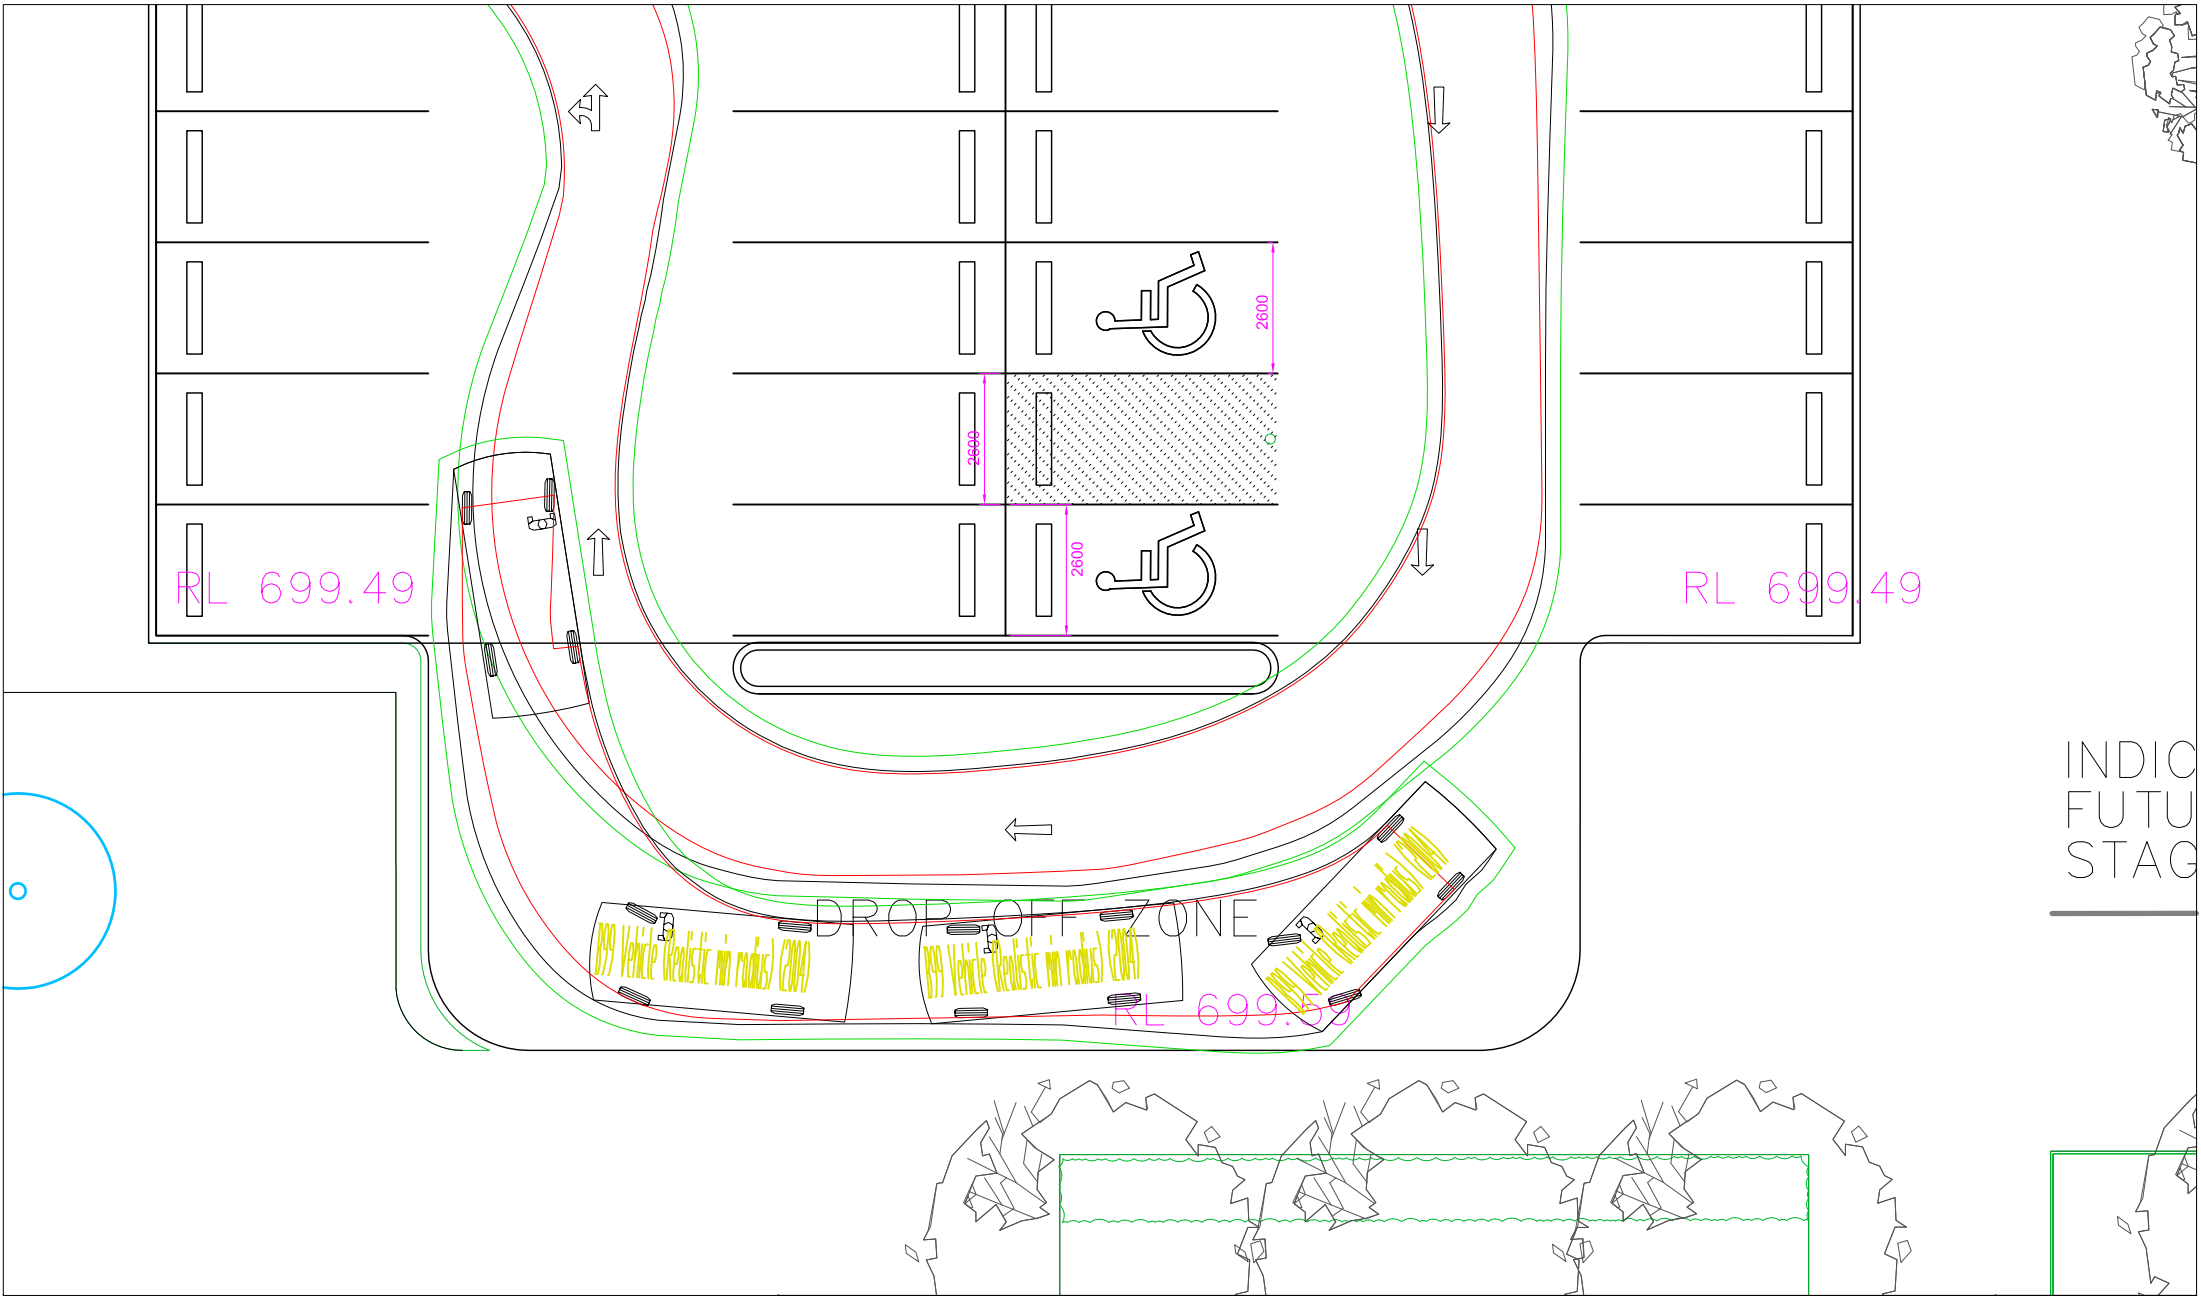 2600
2600
2600
RL 699.49
RL 699.49
INDIC
FUTU
STAG
DROP OFF ZONE
B99 Vehicle (Realistic min radius) (2004)
B99 Vehicle (Realistic min radius) (2004)
B99 Vehicle (Realistic min radius) (2004)
RL 699.59